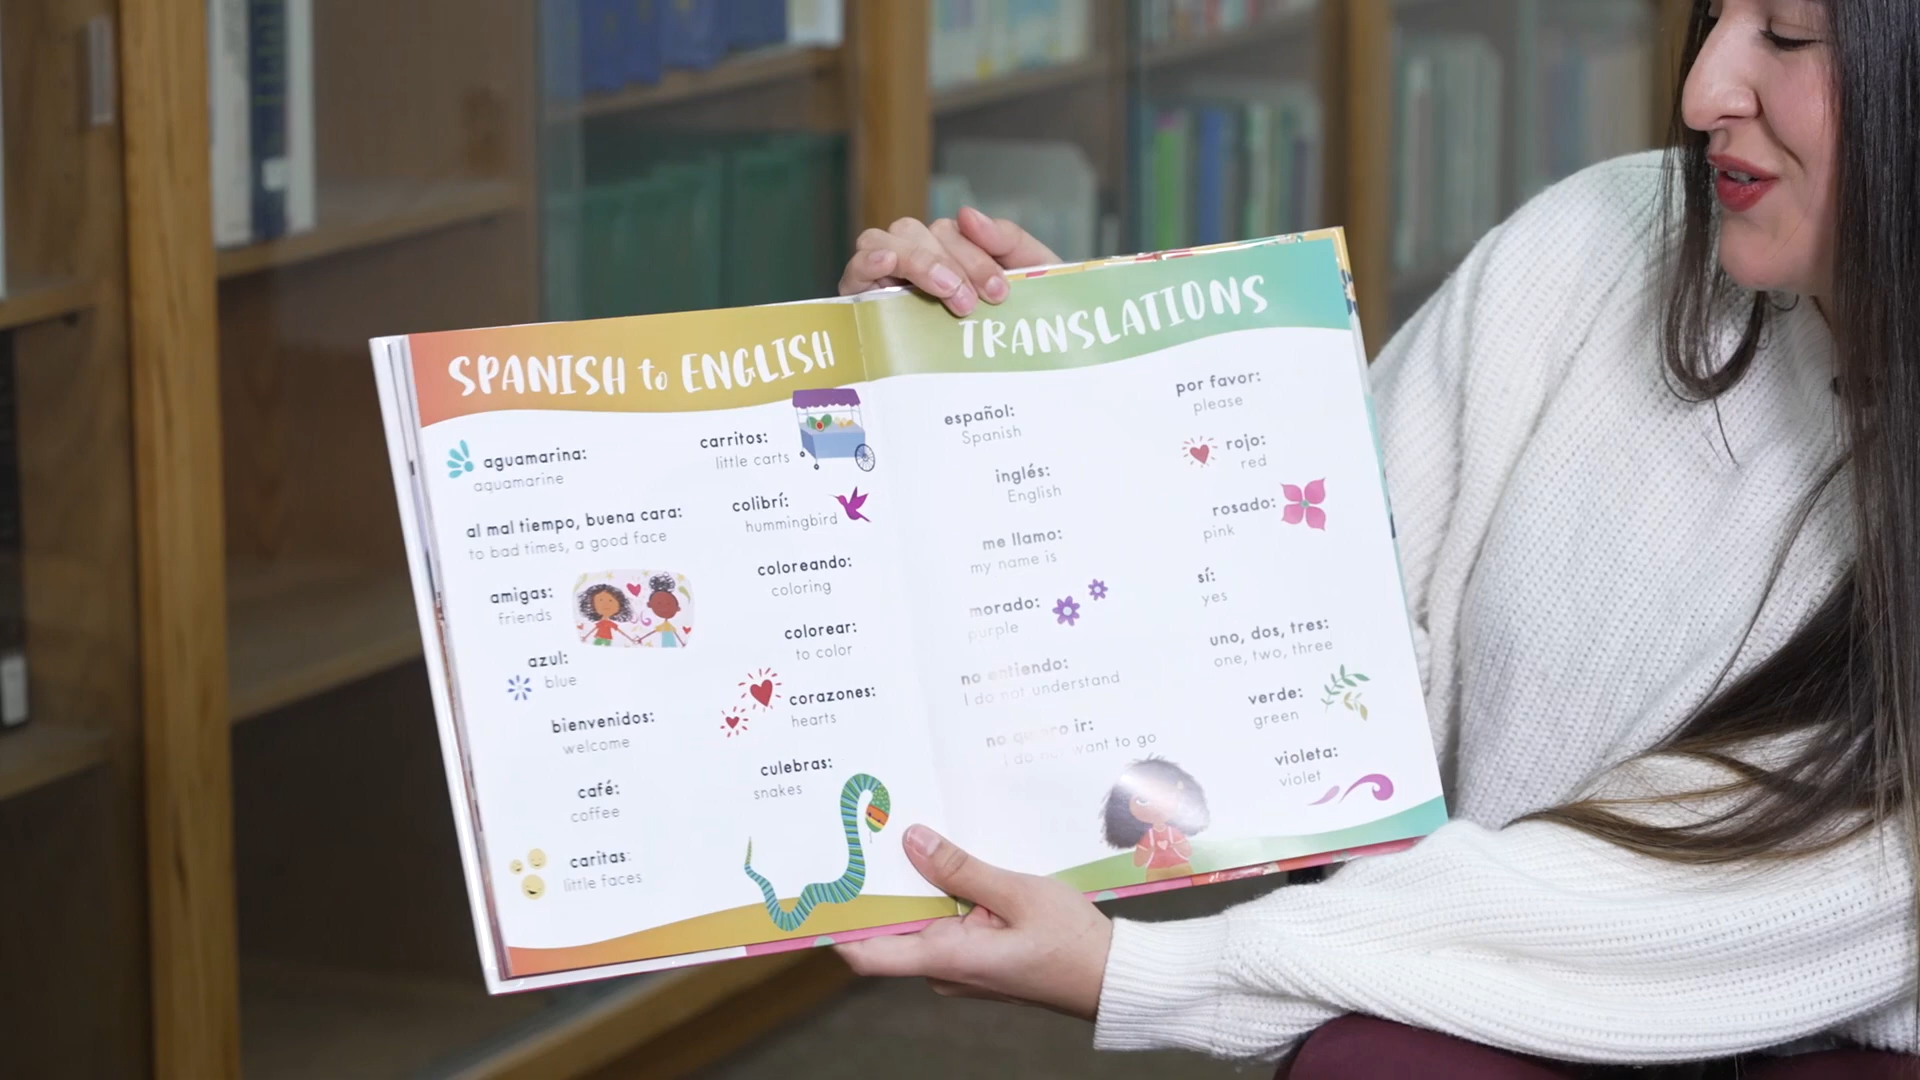 SPANISH to ENGLISH
TRANSLATIONS
aguamarina:
aquamarine
al mal tiempo, buena cara:
to bad times, a good face
amigas:
friends
azul:
blue
bienvenidos:
welcome
café:
coffee
caritas:
little faces
carritos:
little carts
colibrí:
hummingbird
coloreando:
coloring
colorear:
to color
corazones:
hearts
culebras:
snakes
español:
Spanish
inglés:
English
me llamo:
my name is
morado:
purple
no entiendo:
I do not understand
no quiero ir:
I do not want to go
por favor:
please
rojo:
red
rosado:
pink
sí:
yes
uno, dos, tres:
one, two, three
verde:
green
violeta:
violet